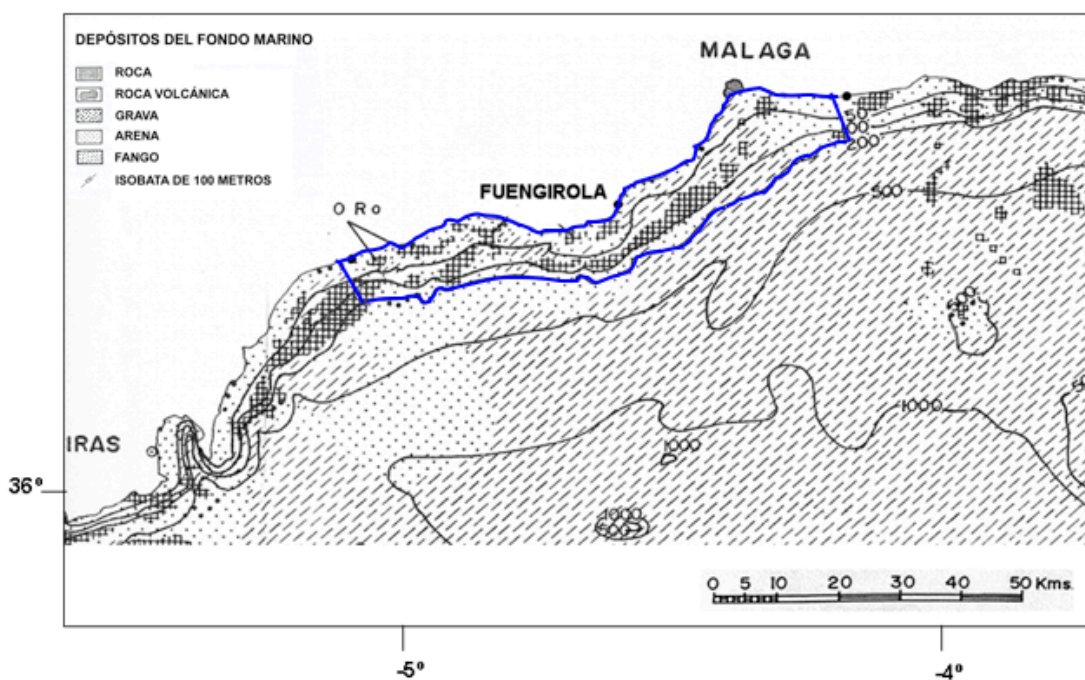 DEPÓSITOS DEL FONDO MARINO
ROCA
ROCA VOLCÁNICA
GRAVA
ARENA
FANGO
ISOBATA DE 100 METROS
MALAGA
FUENGIROLA
O R o
200
500
1000
1000
1000
500
IRAS
36º
0 5 10 20 30 40 50 Kms.
-5º
-4º